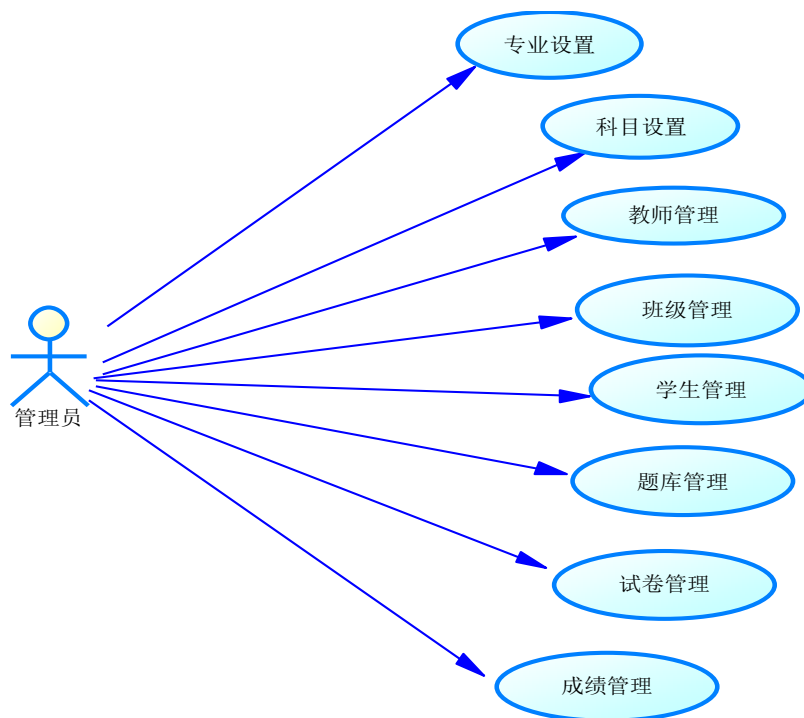 专业设置
科目设置
教师管理
班级管理
学生管理
管理员
题库管理
试卷管理
成绩管理